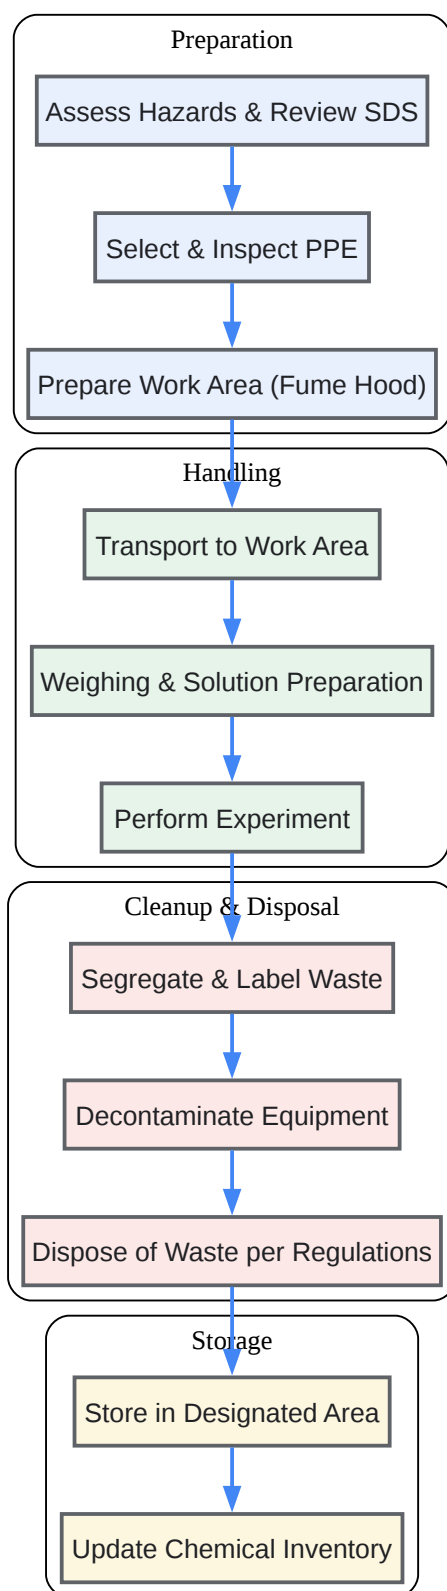 Preparation
Assess Hazards & Review SDS
Select & Inspect PPE
Prepare Work Area (Fume Hood)
Handling
Transport to Work Area
Weighing & Solution Preparation
Perform Experiment
Cleanup & Disposal
Segregate & Label Waste
Decontaminate Equipment
Dispose of Waste per Regulations
Storage
Store in Designated Area
Update Chemical Inventory